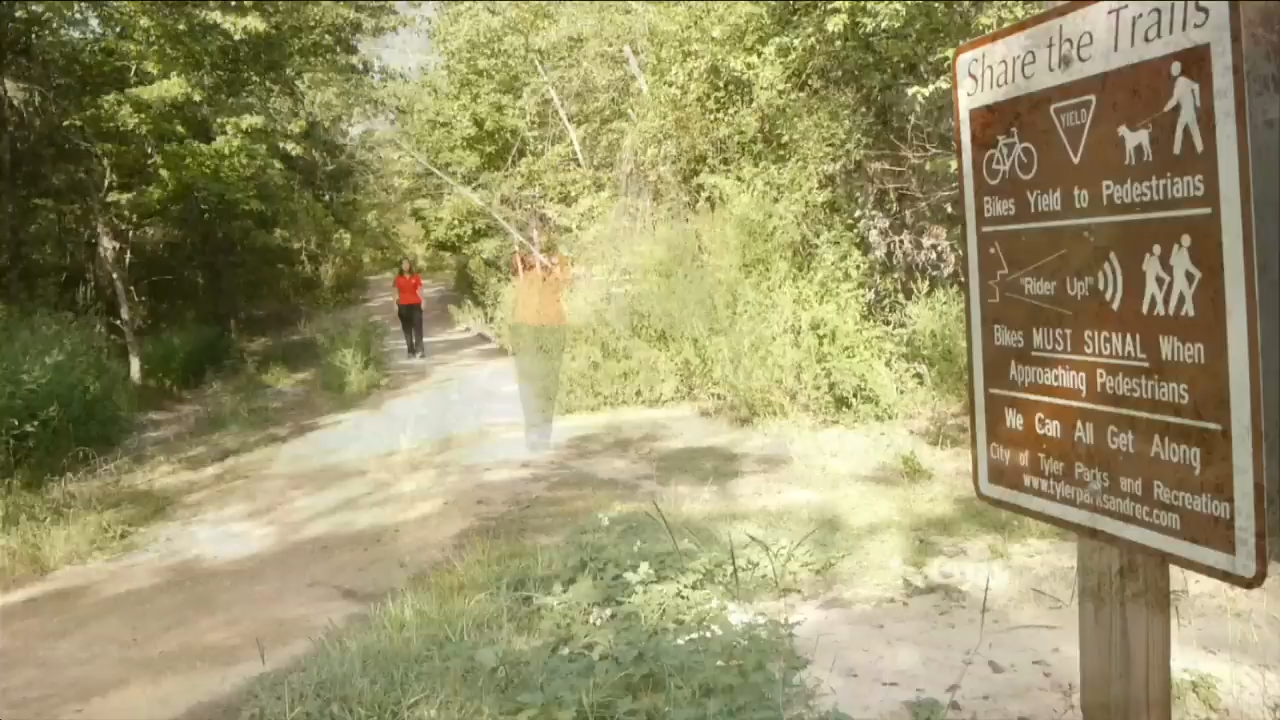 Share the Trails
YIELD
Bikes Yield to Pedestrians
"Rider Up!"
Bikes MUST SIGNAL When
Approaching Pedestrians
We Can All Get Along
City of Tyler Parks and Recreation
www.tylerparksandrec.com